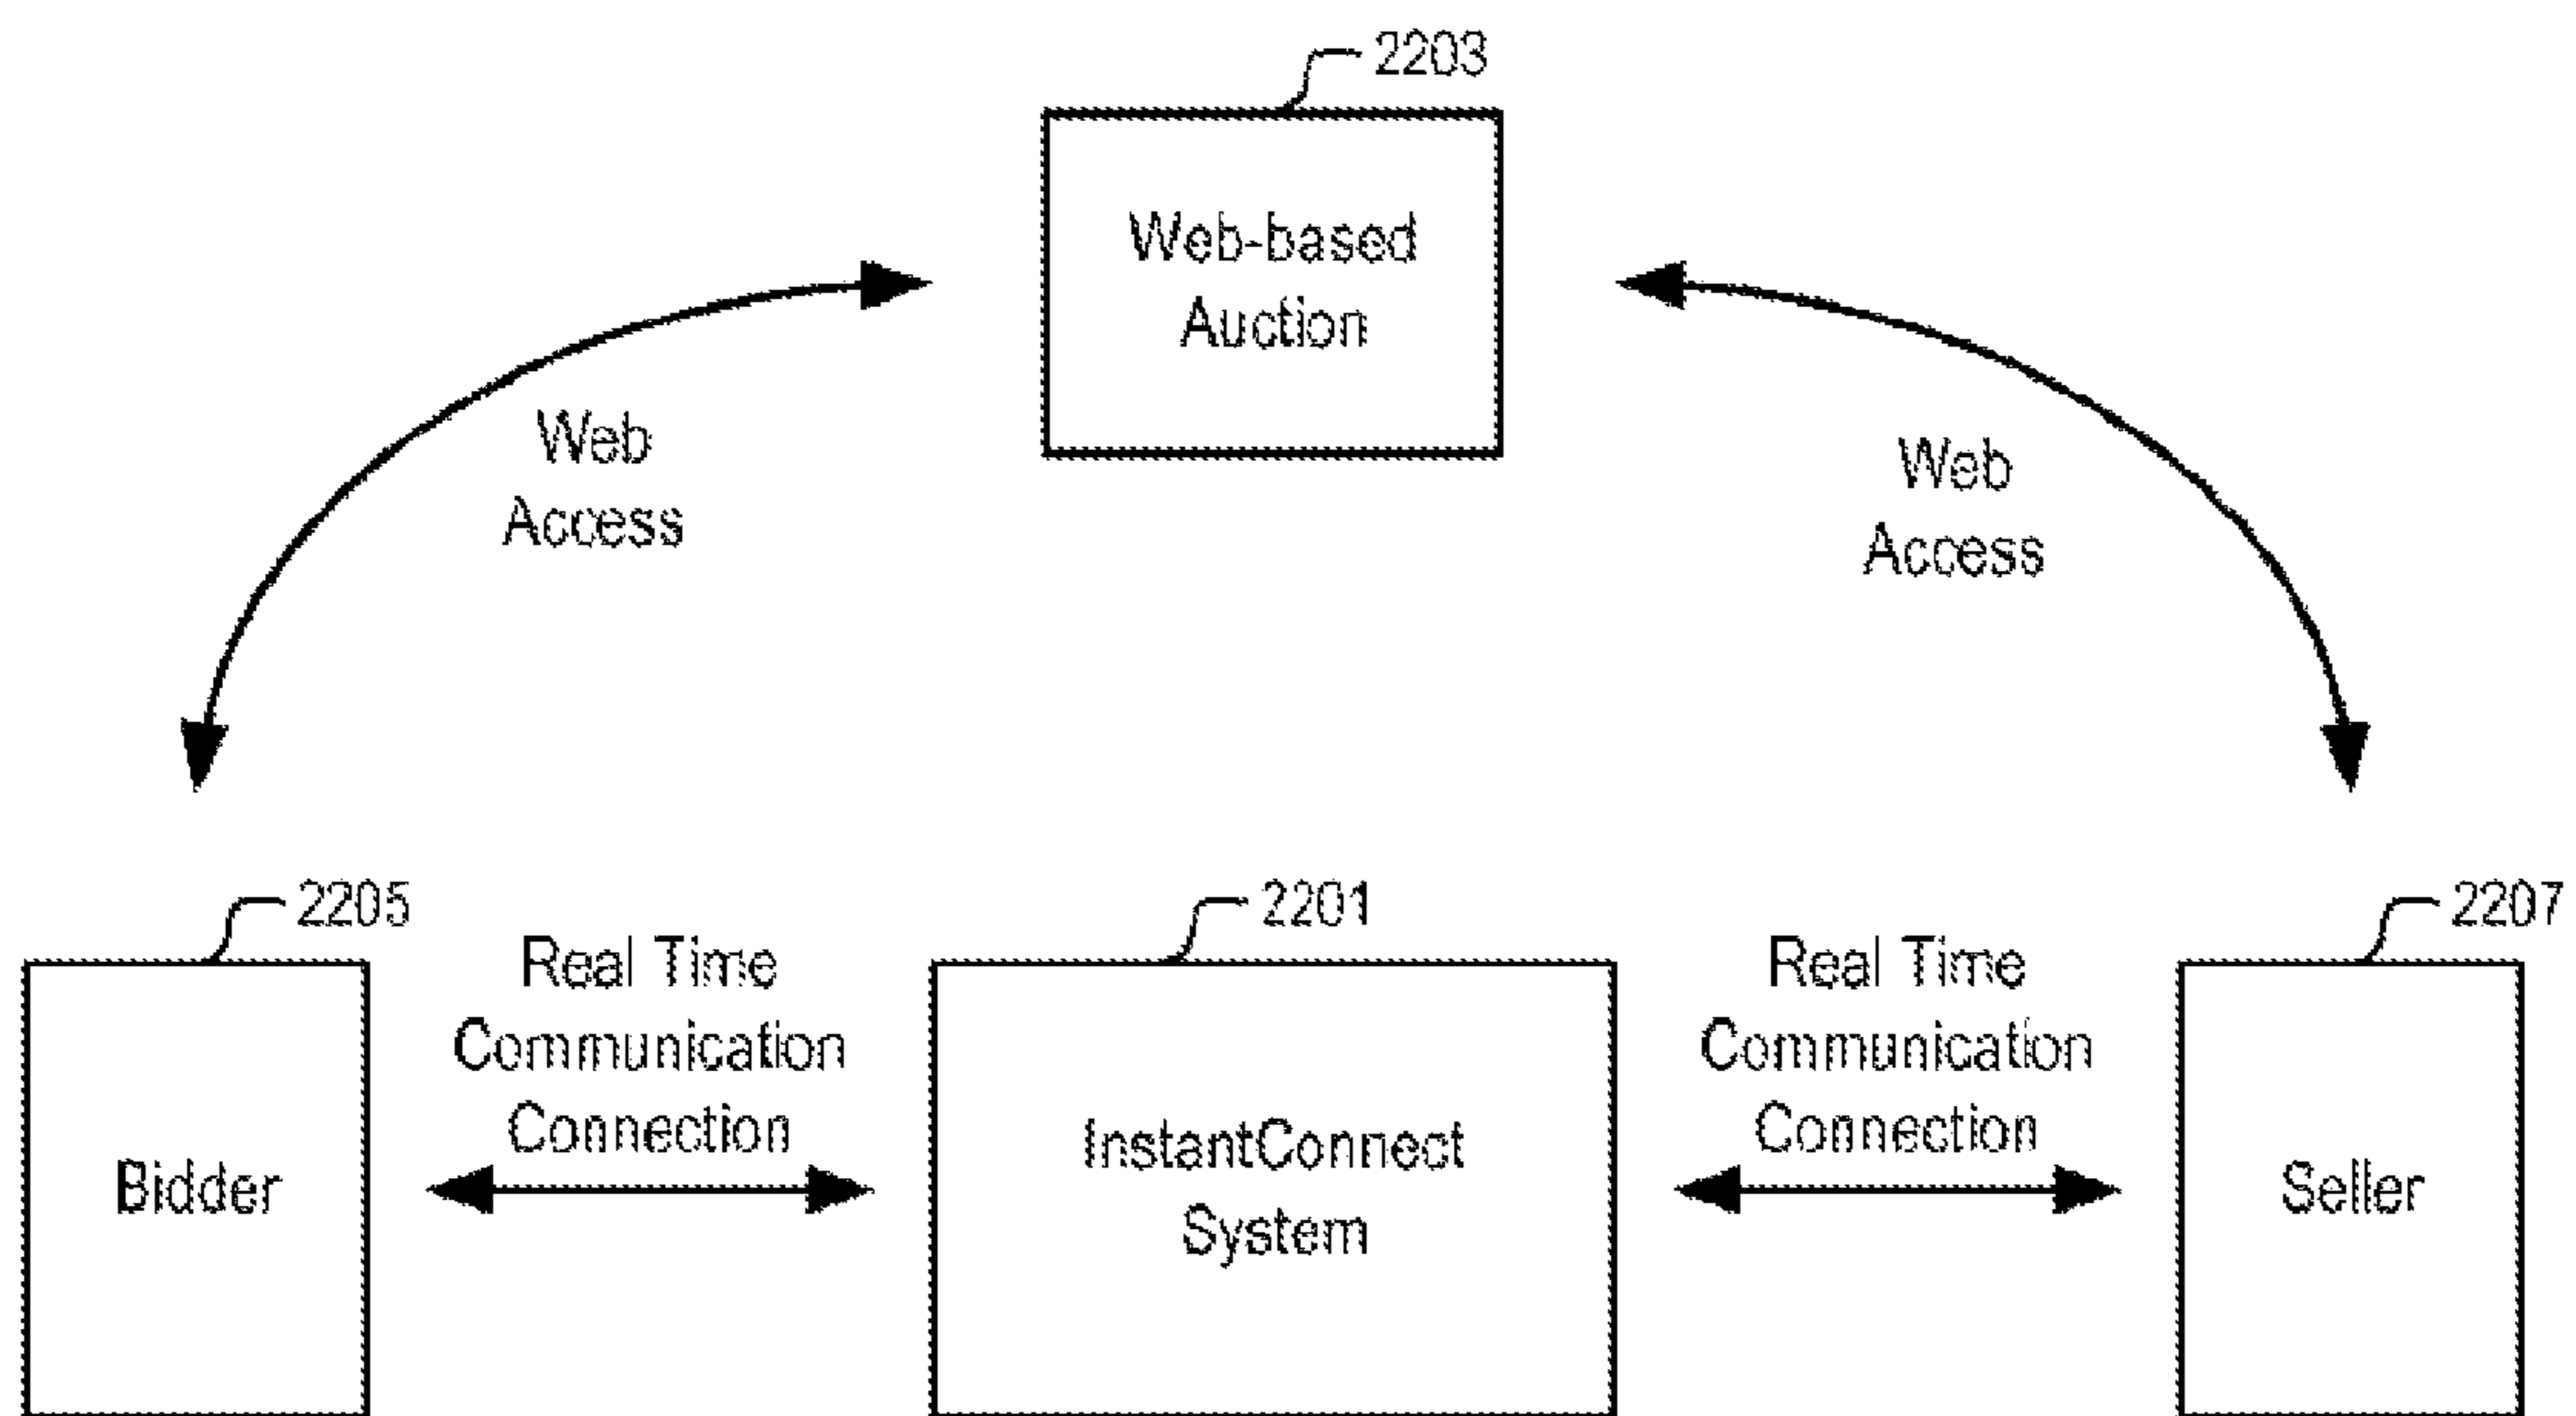 2203
Web-based
Auction
Web
Access
Web
Access
2205
2201
2207
Real Time
Communication
Connection
Real Time
Communication
Connection
Bidder
InstantConnect
System
Seller